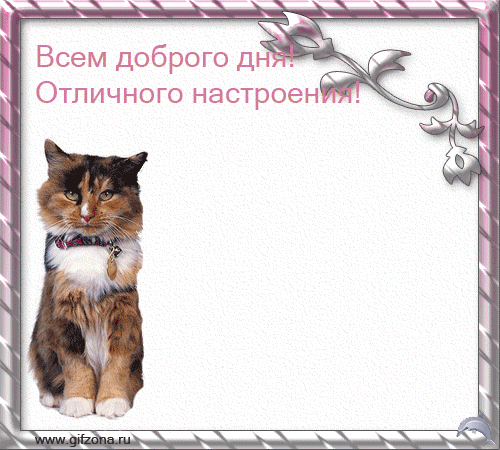 Всем доброго дня!
Отличного настроения!
www.gifzona.ru